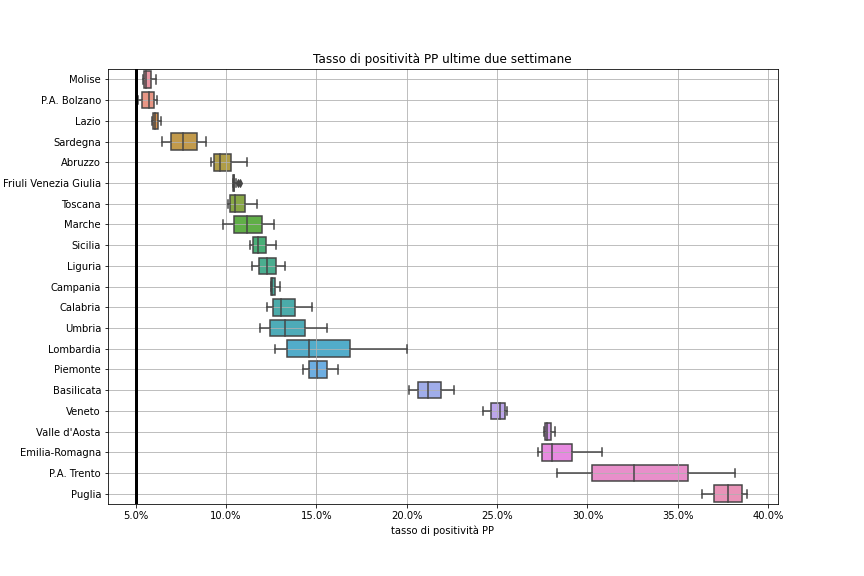 Tasso di positività PP ultime due settimane
Molise
P.A. Bolzano
Lazio
Sardegna
Abruzzo
Friuli Venezia Giulia
Toscana
Marche
Sicilia
Liguria
Campania
Calabria
Umbria
Lombardia
Piemonte
Basilicata
Veneto
Valle d'Aosta
Emilia-Romagna
P.A. Trento
Puglia
5.0% 10.0% 15.0% 20.0% 25.0% 30.0% 35.0% 40.0%
tasso di positività PP